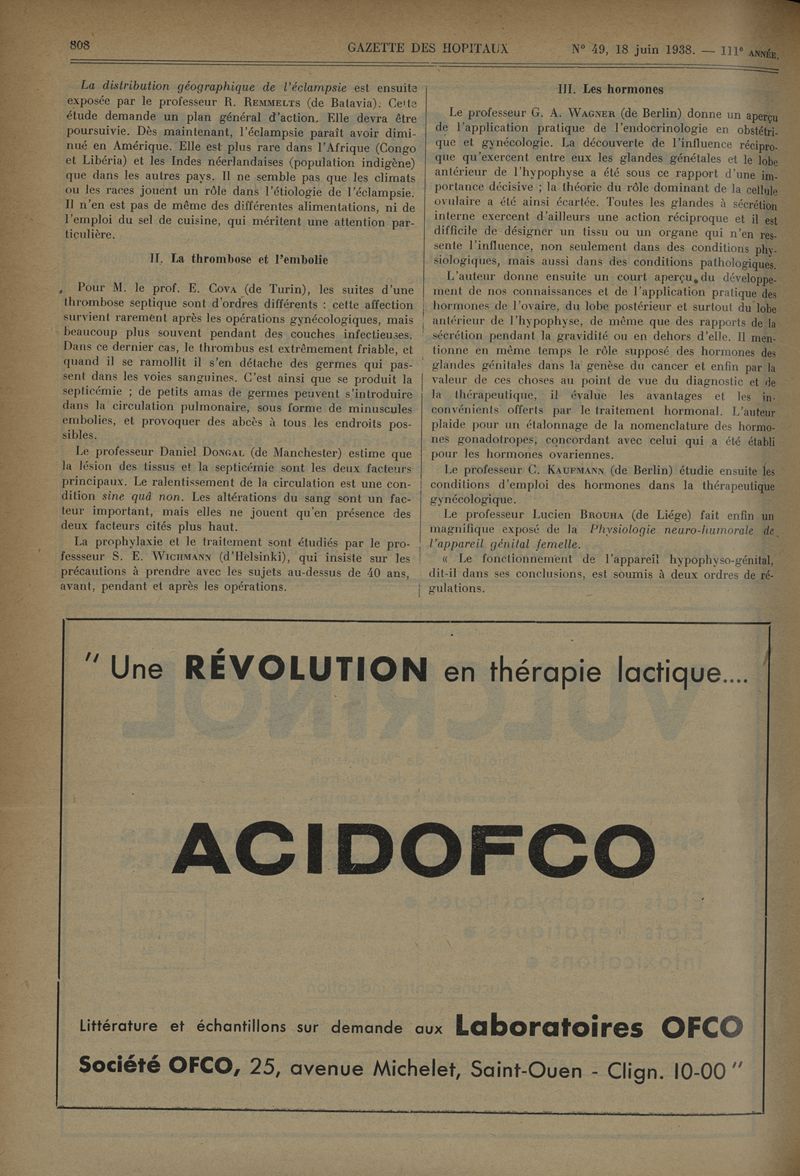 808
GAZETTE DES HOPITAUX
N° 49, 18 juin 1938. — 111e ANNÉE.
La distribution géographique de l'éclampsie est ensuite
exposée par le professeur R. REMMELTS (de Batavia). Cette
étude demande un plan général d'action. Elle devra être
poursuivie. Dès maintenant, l'éclampsie paraît avoir dimi-
nué en Amérique. Elle est plus rare dans l'Afrique (Congo
et Libéria) et les Indes néerlandaises (population indigène)
que dans les autres pays. Il ne semble pas que les climats
ou les races jouent un rôle dans l'étiologie de l'éclampsie.
Il n'en est pas de même des différentes alimentations, ni de
l'emploi du sel de cuisine, qui méritent une attention par-
ticulière.
II. La thrombose et l'embolie
Pour M. le prof. E. COVA (de Turin), les suites d'une
thrombose septique sont d'ordres différents : cette affection
survient rarement après les opérations gynécologiques, mais
beaucoup plus souvent pendant des couches infectieuses.
Dans ce dernier cas, le thrombus est extrêmement friable, et
quand il se ramollit il s'en détache des germes qui pas-
sent dans les voies sanguines. C'est ainsi que se produit la
septicémie ; de petits amas de germes peuvent s'introduire
dans la circulation pulmonaire, sous forme de minuscules
embolies, et provoquer des abcès à tous les endroits pos-
sibles.
Le professeur Daniel DONGAL (de Manchester) estime que
la lésion des tissus et la septicémie sont les deux facteurs
principaux. Le ralentissement de la circulation est une con-
dition sine quâ non. Les altérations du sang sont un fac-
teur important, mais elles ne jouent qu'en présence des
deux facteurs cités plus haut.
La prophylaxie et le traitement sont étudiés par le pro-
fessseur S. E. WICHMANN (d'Helsinki), qui insiste sur les
précautions à prendre avec les sujets au-dessus de 40 ans,
avant, pendant et après les opérations.
III. Les hormones
Le professeur G. A. WAGNER (de Berlin) donne un aperçu
de l'application pratique de l'endocrinologie en obstétri-
que et gynécologie. La découverte de l'influence récipro-
que qu'exercent entre eux les glandes génétales et le lobe
antérieur de l'hypophyse a été sous ce rapport d'une im-
portance décisive ; la théorie du rôle dominant de la cellule
ovulaire a été ainsi écartée. Toutes les glandes à sécrétion
interne exercent d'ailleurs une action réciproque et il est
difficile de désigner un tissu ou un organe qui n'en res-
sente l'influence, non seulement dans des conditions phy-
siologiques, mais aussi dans des conditions pathologiques.
L'auteur donne ensuite un court aperçu du développe-
ment de nos connaissances et de l'application pratique des
hormones de l'ovaire, du lobe postérieur et surtout du lobe
antérieur de l'hypophyse, de même que des rapports de la
sécrétion pendant la gravidité ou en dehors d'elle. Il men-
tionne en même temps le rôle supposé des hormones des
glandes génitales dans la genèse du cancer et enfin par la
valeur de ces choses au point de vue du diagnostic et de
la thérapeutique, il évalue les avantages et les in-
convénients offerts par le traitement hormonal. L'auteur
plaide pour un étalonnage de la nomenclature des hormo-
nes gonadotropes, concordant avec celui qui a été établi
pour les hormones ovariennes.
Le professeur C. KAUFMANN (de Berlin) étudie ensuite les
conditions d'emploi des hormones dans la thérapeutique
gynécologique.
Le professeur Lucien BROUHA (de Liége) fait enfin un
magnifique exposé de la Physiologie neuro-humorale de
l'appareil génital femelle.
« Le fonctionnement de l'appareil hypophyso-génital,
dit-il dans ses conclusions, est soumis à deux ordres de ré-
gulations.
" Une RÉVOLUTION en thérapie lactique....
ACIDOFCO
Littérature et échantillons sur demande aux Laboratoires OFCO
Société OFCO, 25, avenue Michelet, Saint-Ouen - Clign. 10-00 "